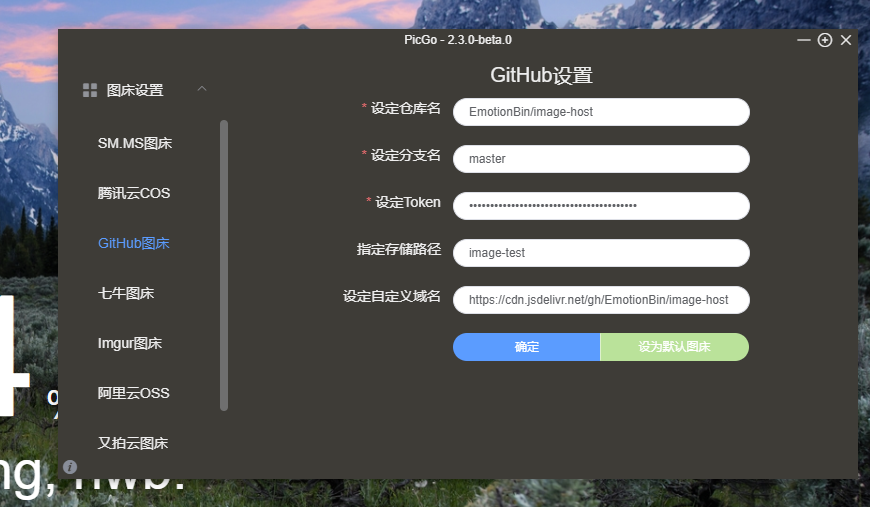 PicGo - 2.3.0-beta.0
图床设置
SM.MS图床
腾讯云COS
GitHub图床
七牛图床
Imgur图床
阿里云OSS
又拍云图床
GitHub设置
* 设定仓库名
EmotionBin/image-host
* 设定分支名
master
* 设定Token
••••••••••••••••••••••••••••••••••••••••
指定存储路径
image-test
设定自定义域名
https://cdn.jsdelivr.net/gh/EmotionBin/image-host
确定
设为默认图床